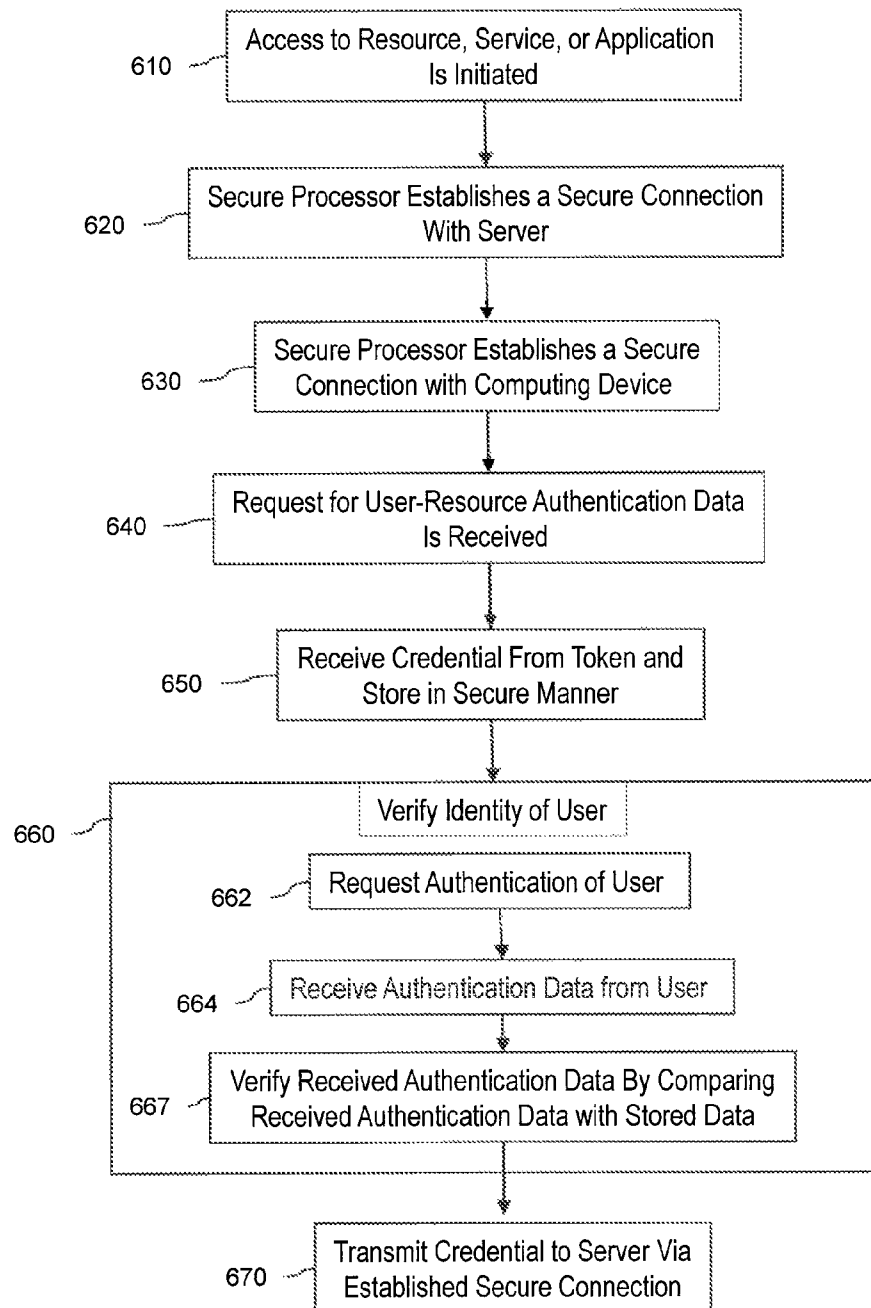 610
Access to Resource, Service, or Application
Is Initiated
620
Secure Processor Establishes a Secure Connection
With Server
630
Secure Processor Establishes a Secure
Connection with Computing Device
640
Request for User-Resource Authentication Data
Is Received
650
Receive Credential From Token and
Store in Secure Manner
660
Verify Identity of User
662
Request Authentication of User
664
Receive Authentication Data from User
667
Verify Received Authentication Data By Comparing
Received Authentication Data with Stored Data
670
Transmit Credential to Server Via
Established Secure Connection